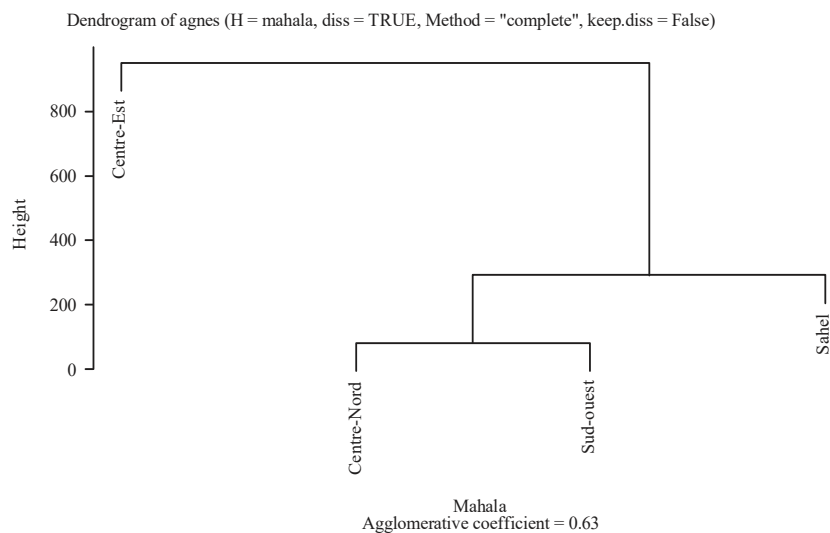 Dendrogram of agnes (H = mahala, diss = TRUE, Method = "complete", keep.diss = False)
Height
800
600
400
200
0
Centre-Est
Centre-Nord
Sud-ouest
Sahel
Mahala
Agglomerative coefficient = 0.63